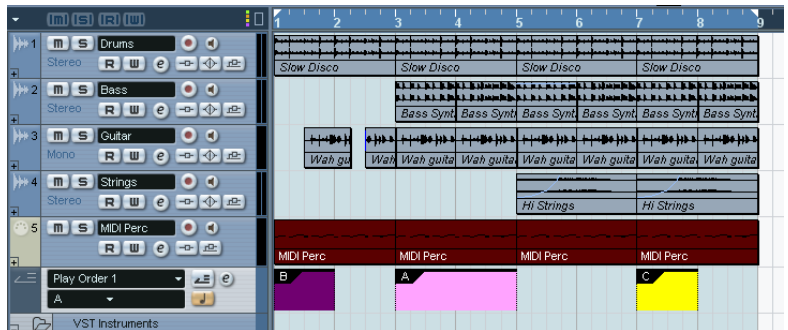 m S R W 1 2 3 4 5 6 7 8 9
1 m S Drums
Stereo R W e
Slow Disco Slow Disco Slow Disco Slow Disco
2 m S Bass
Stereo R W e
Bass Synt Bass Synt Bass Synt Bass Synt Bass Synt Bass Synt
3 m S Guitar
Mono R W e
Wah gu Wah Wah guita Wah guita Wah guita Wah guita Wah guita Wah guita
4 m S Strings
Stereo R W e
Hi Strings Hi Strings
5 m S MIDI Perc
R W e
MIDI Perc MIDI Perc MIDI Perc MIDI Perc
Play Order 1 e B A C
A
VST Instruments